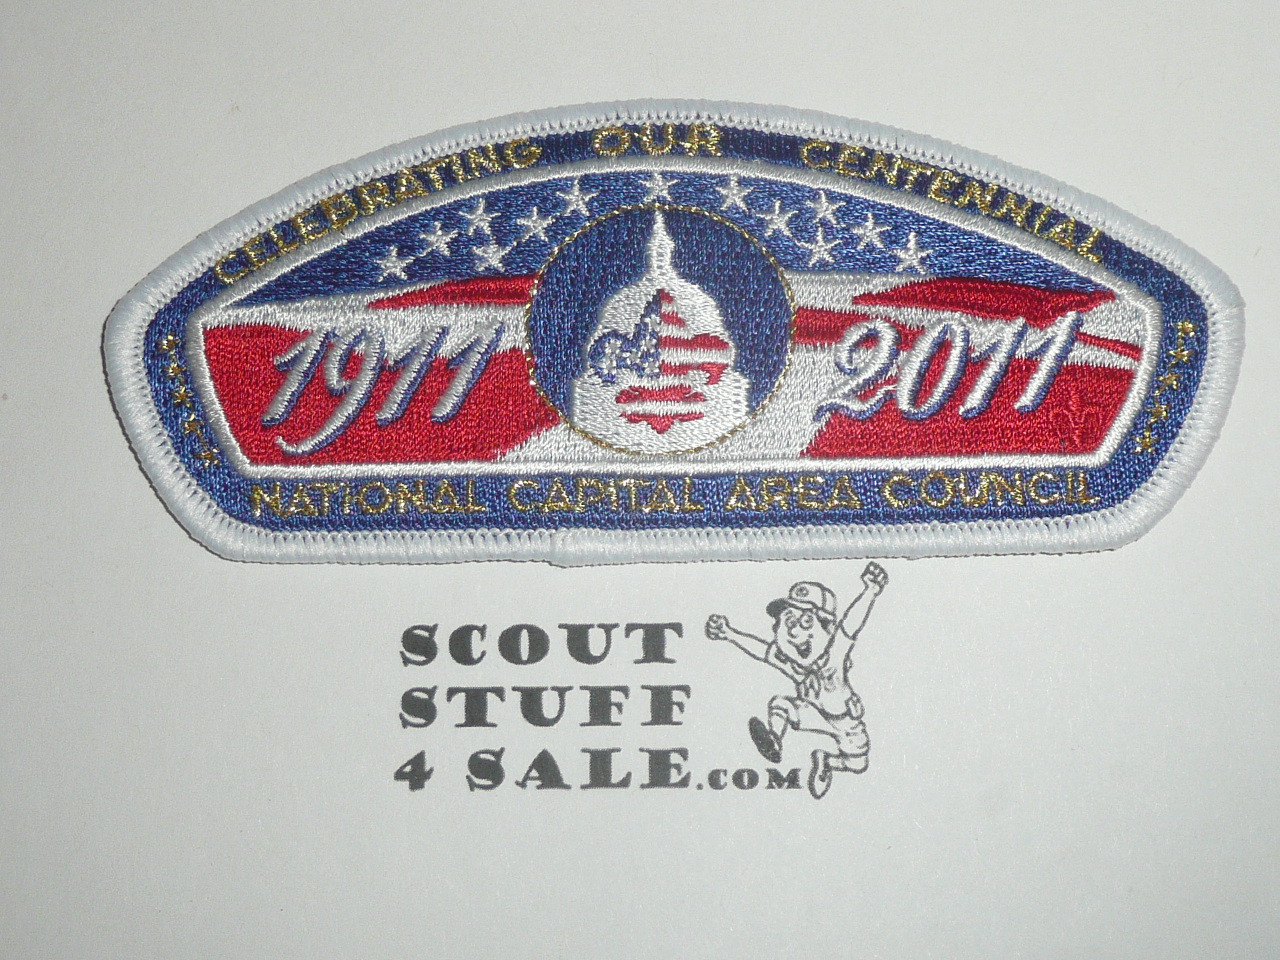 CELEBRATING OUR CENTENNIAL
1911 2011
NATIONAL CAPITAL AREA COUNCIL
SCOUT
STUFF
4 SALE.COM